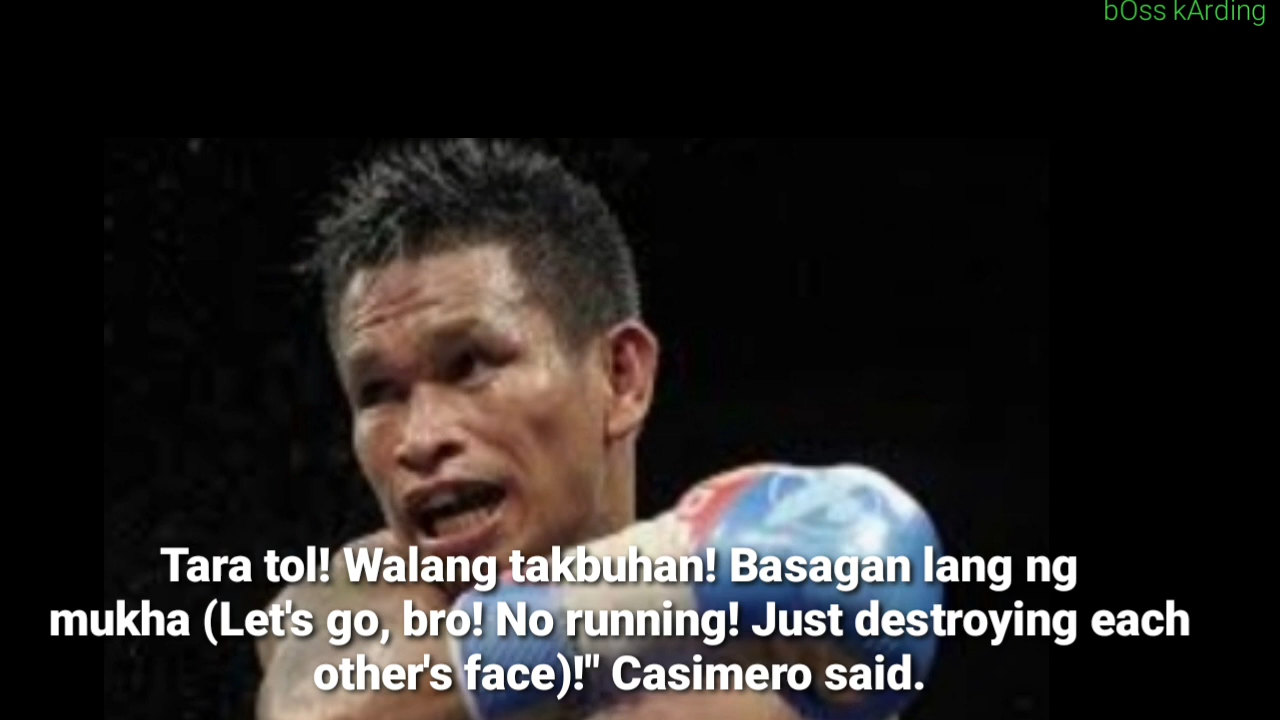 bOss kArding
Tara tol! Walang takbuhan! Basagan lang ng
mukha (Let's go, bro! No running! Just destroying each
other's face)!" Casimero said.